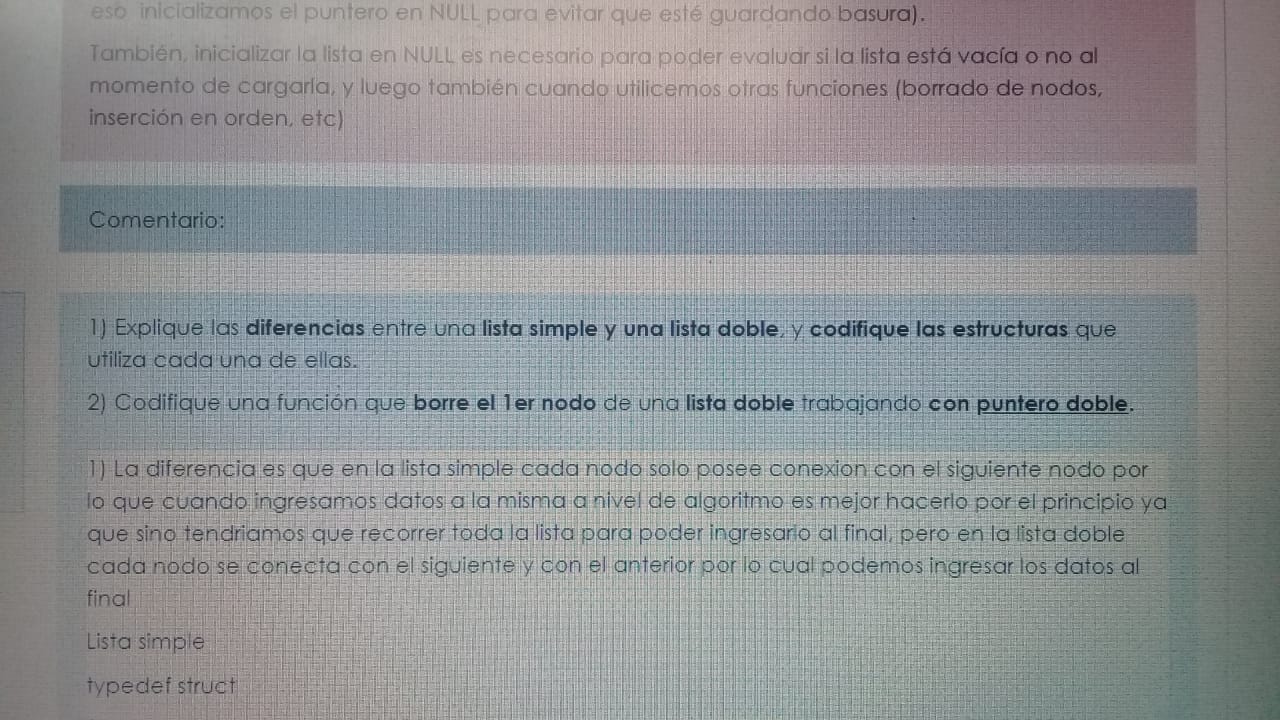 eso inicializamos el puntero en NULL para evitar que esté guardando basura).
También, inicializar la lista en NULL es necesario para poder evaluar si la lista está vacía o no al
momento de cargarla, y luego también cuando utilicemos otras funciones (borrado de nodos,
inserción en orden, etc)
Comentario:
1) Explique las diferencias entre una lista simple y una lista doble, y codifique las estructuras que
utiliza cada una de ellas.
2) Codifique una función que borre el 1er nodo de una lista doble trabajando con puntero doble.
1) La diferencia es que en la lista simple cada nodo solo posee conexion con el siguiente nodo por
lo que cuando ingresamos datos a la misma a nivel de algoritmo es mejor hacerlo por el principio ya
que sino tendriamos que recorrer toda la lista para poder ingresarlo al final, pero en la lista doble
cada nodo se conecta con el siguiente y con el anterior por lo cual podemos ingresar los datos al
final
Lista simple
typedef struct